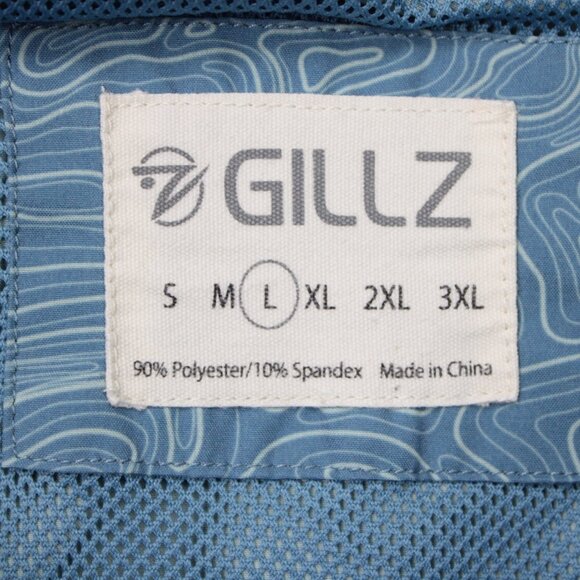 GILLZ
S M L XL 2XL 3XL
90% Polyester/10% Spandex Made in China